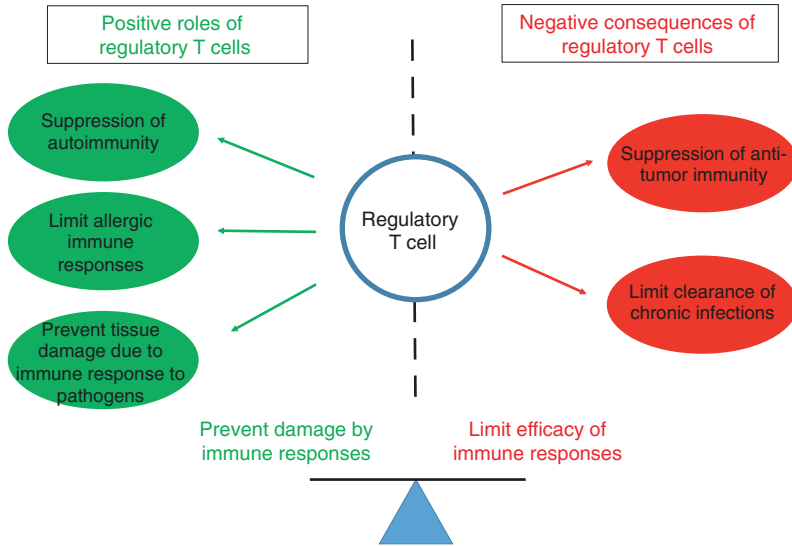 Positive roles of
regulatory T cells
Negative consequences of
regulatory T cells
Suppression of
autoimmunity
Limit allergic
immune
responses
Prevent tissue
damage due to
immune response to
pathogens
Regulatory
T cell
Suppression of anti-
tumor immunity
Limit clearance of
chronic infections
Prevent damage by
immune responses
Limit efficacy of
immune responses